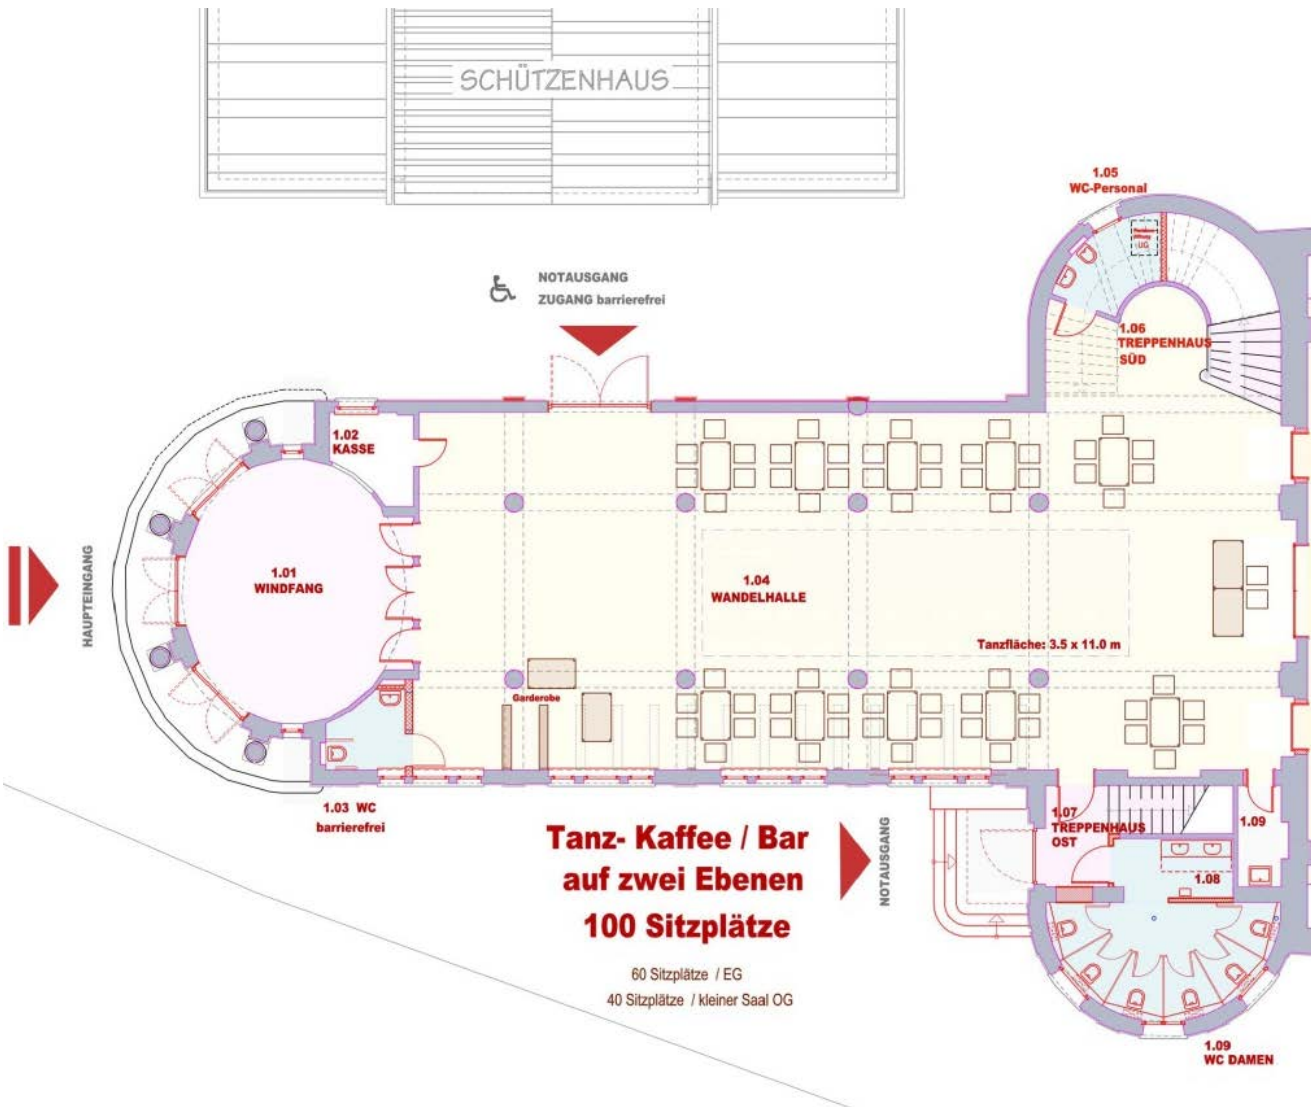 SCHÜTZENHAUS
1.05
WC-Personal
UG
NOTAUSGANG
ZUGANG barrierefrei
1.06
TREPPENHAUS
SÜD
1.02
KASSE
HAUPTEINGANG
1.01
WINDFANG
1.04
WANDELHALLE
Tanzfläche: 3.5 x 11.0 m
Garderobe
1.03 WC
barrierefrei
Tanz- Kaffee / Bar
auf zwei Ebenen
100 Sitzplätze
60 Sitzplätze / EG
40 Sitzplätze / kleiner Saal OG
NOTAUSGANG
1.07
TREPPENHAUS
OST
1.09
1.08
1.09
WC DAMEN